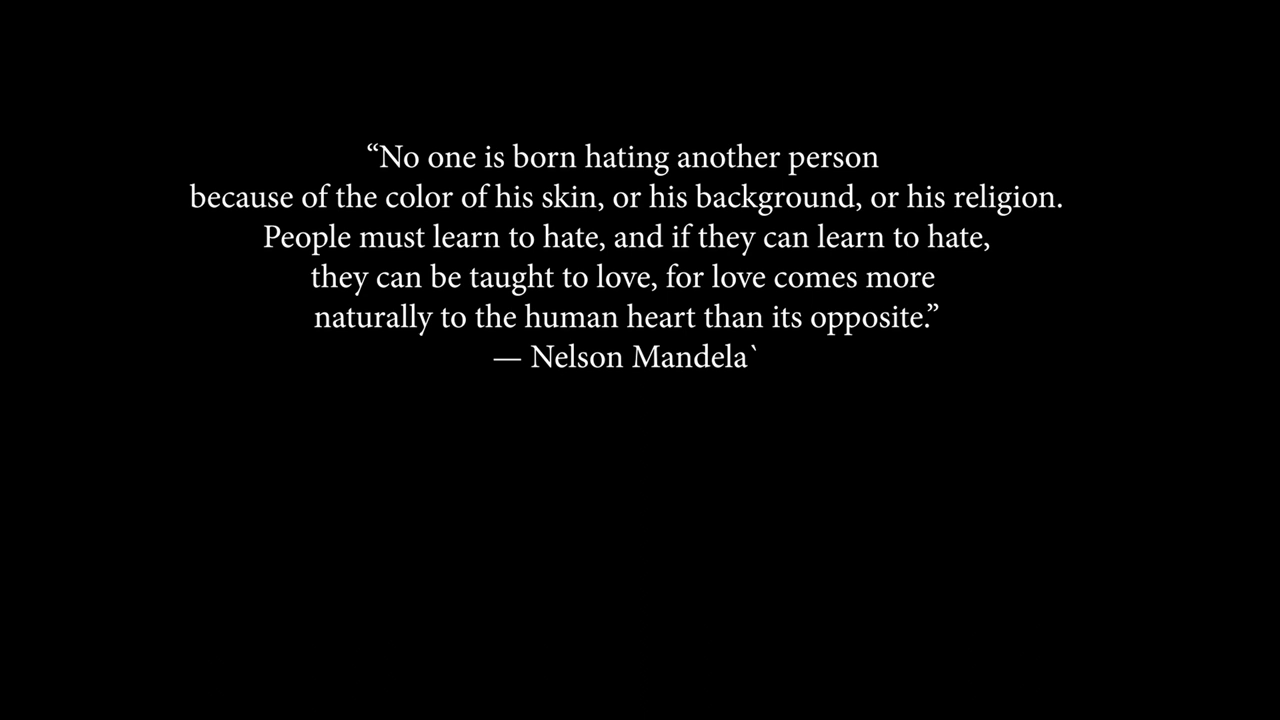 “No one is born hating another person
because of the color of his skin, or his background, or his religion.
People must learn to hate, and if they can learn to hate,
they can be taught to love, for love comes more
naturally to the human heart than its opposite.”
— Nelson Mandela`